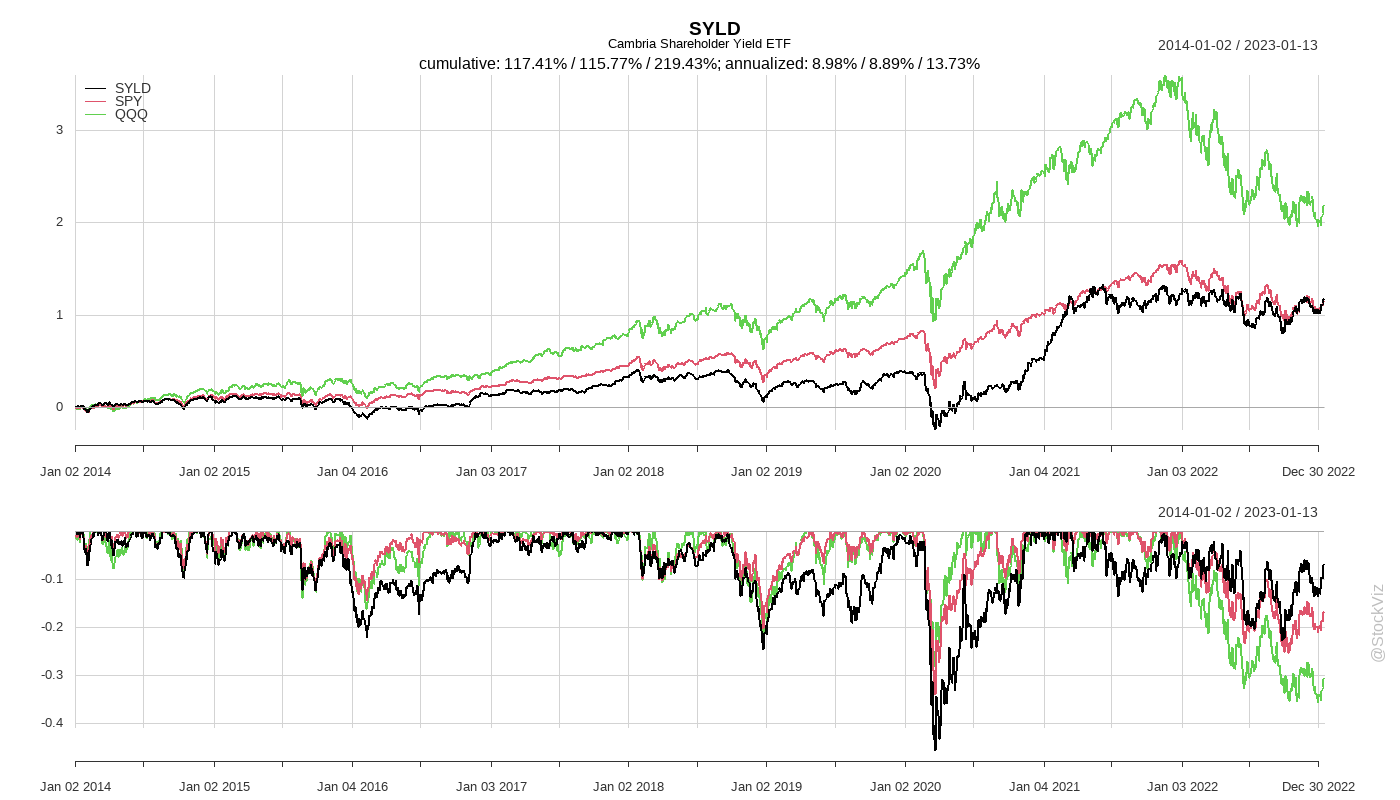 SYLD
Cambria Shareholder Yield ETF
2014-01-02 / 2023-01-13
cumulative: 117.41% / 115.77% / 219.43%; annualized: 8.98% / 8.89% / 13.73%
SYLD
SPY
QQQ
3
2
1
0
Jan 02 2014 Jan 02 2015 Jan 04 2016 Jan 03 2017 Jan 02 2018 Jan 02 2019 Jan 02 2020 Jan 04 2021 Jan 03 2022 Dec 30 2022
2014-01-02 / 2023-01-13
-0.1
-0.2
-0.3
-0.4
Jan 02 2014 Jan 02 2015 Jan 04 2016 Jan 03 2017 Jan 02 2018 Jan 02 2019 Jan 02 2020 Jan 04 2021 Jan 03 2022 Dec 30 2022
@StockViz